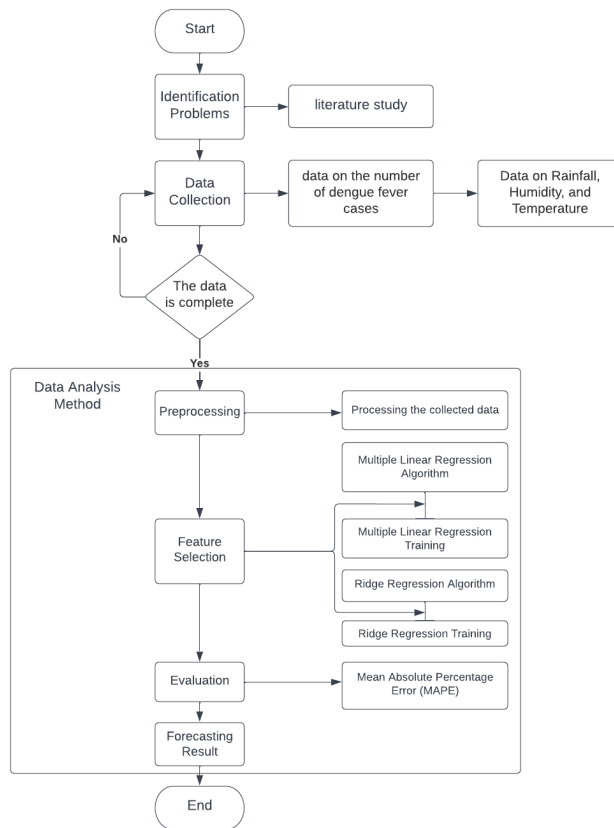 Start
Identification
Problems
literature study
Data
Collection
data on the number
of dengue fever
cases
Data on Rainfall,
Humidity, and
Temperature
No
The data
is complete
Yes
Data Analysis
Method
Preprocessing
Processing the collected data
Multiple Linear Regression
Algorithm
Feature
Selection
Multiple Linear Regression
Training
Ridge Regression Algorithm
Ridge Regression Training
Evaluation
Mean Absolute Percentage
Error (MAPE)
Forecasting
Result
End